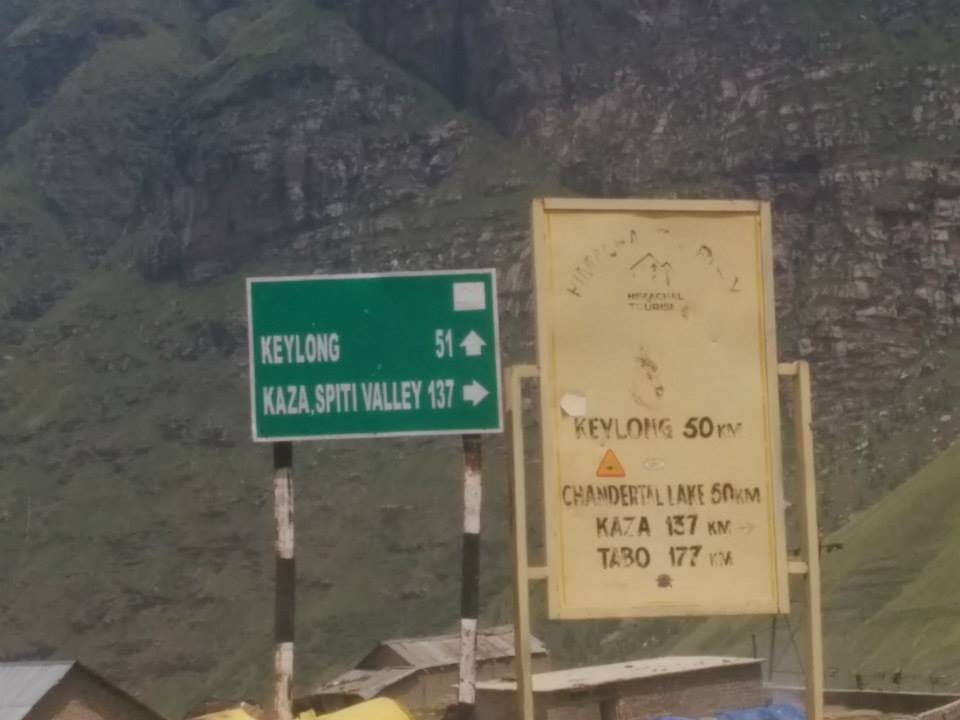 KEYLONG 51
KAZA,SPITI VALLEY 137
HIMACHAL
TOURISM
KEYLONG 50 KM
CHANDERTAL LAKE 50 KM
KAZA 137 KM
TABO 177 KM